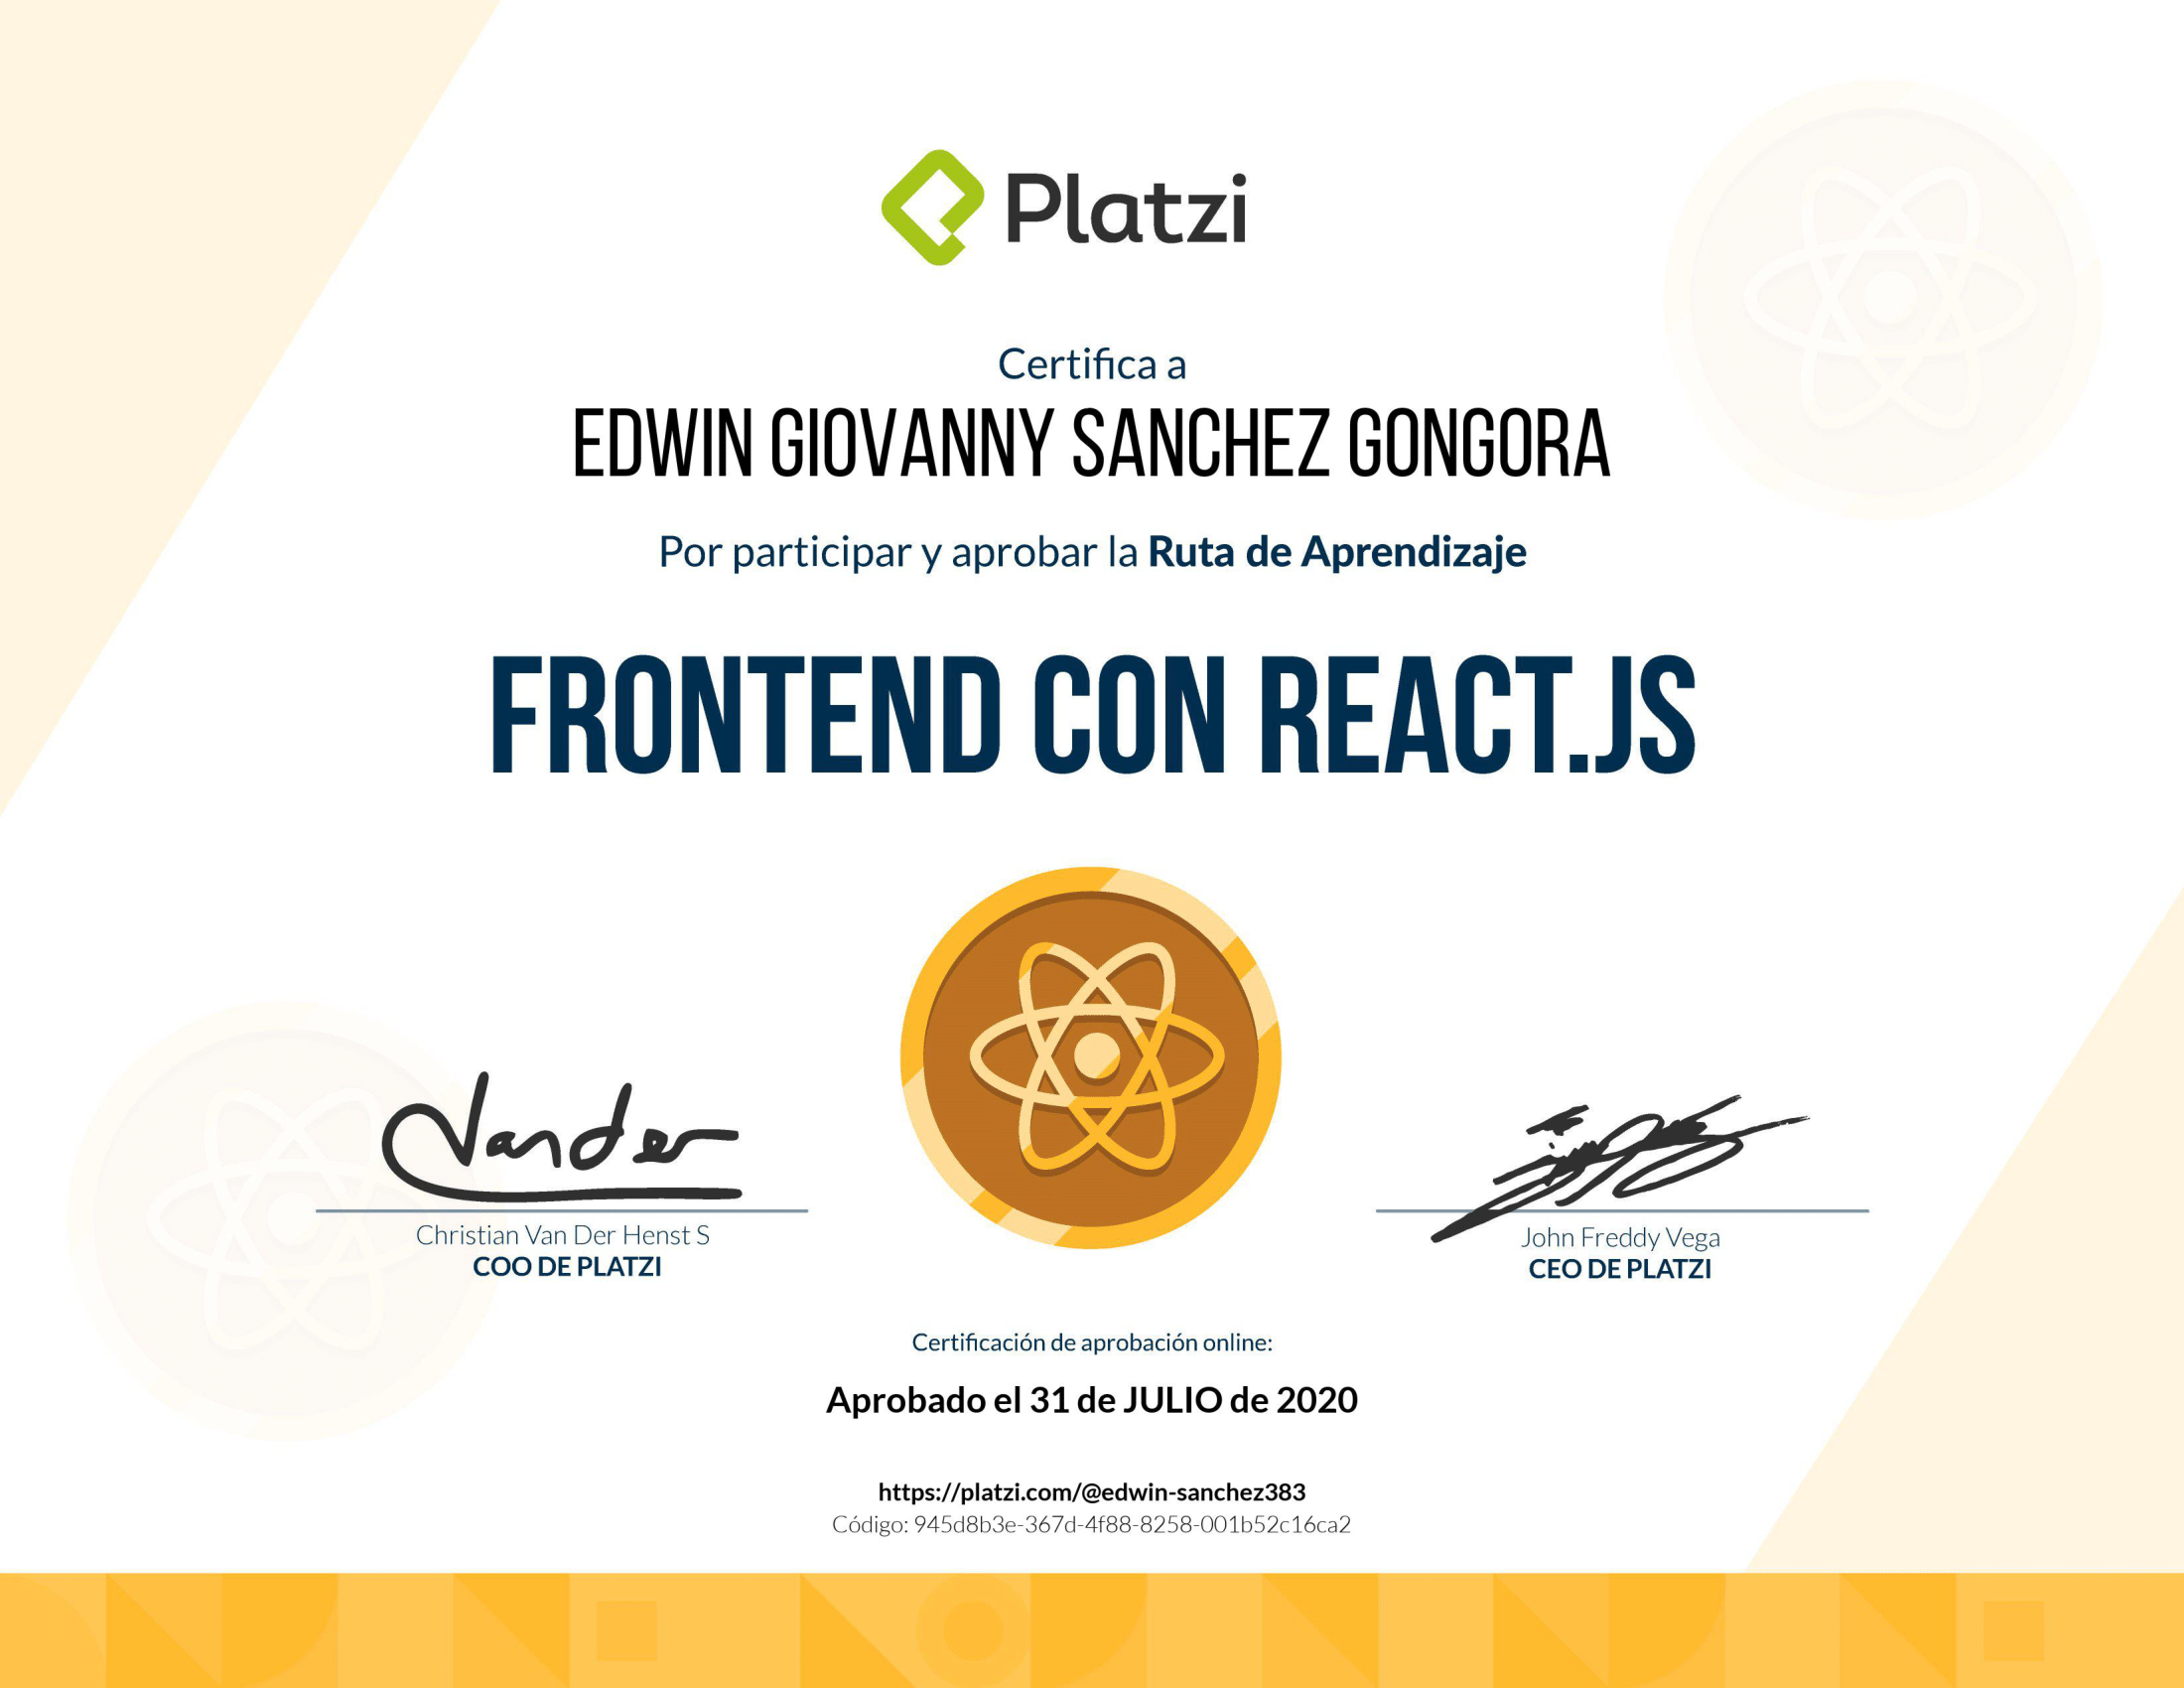 Platzi
Certifica a
EDWIN GIOVANNY SANCHEZ GONGORA
Por participar y aprobar la Ruta de Aprendizaje
FRONTEND CON REACT.JS
Vander
Christian Van Der Henst S
COO DE PLATZI
John Freddy Vega
CEO DE PLATZI
Certificación de aprobación online:
Aprobado el 31 de JULIO de 2020
https://platzi.com/@edwin-sanchez383
Código: 945d8b3e-367d-4f88-8258-001b52c16ca2